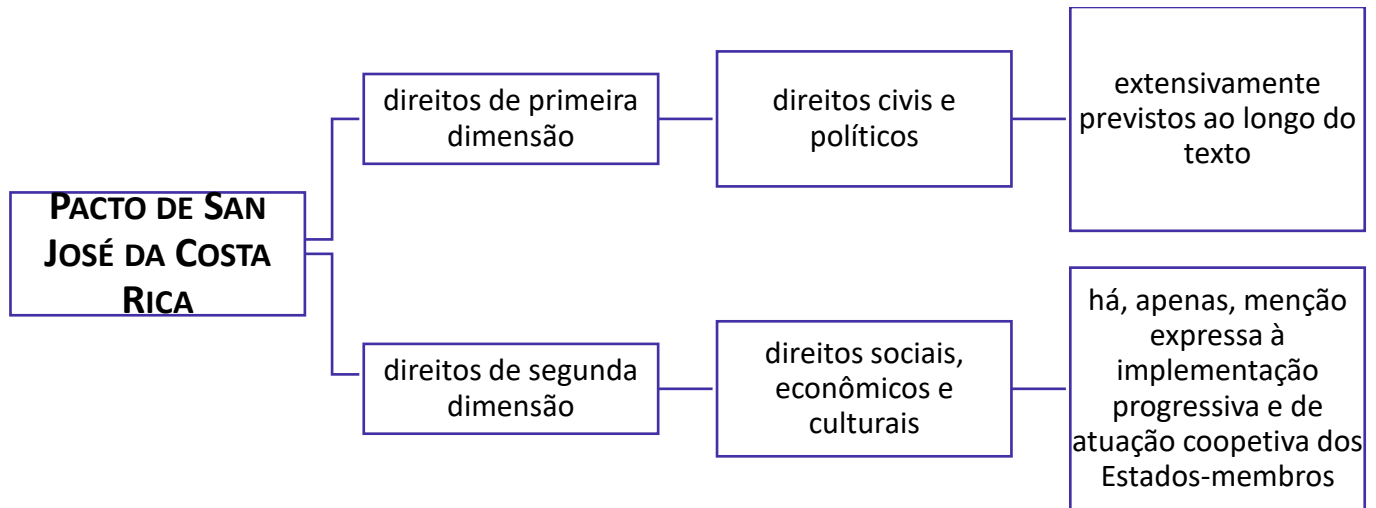 PACTO DE SAN
JOSÉ DA COSTA
RICA
direitos de primeira
dimensão
direitos civis e
políticos
extensivamente
previstos ao longo do
texto
direitos de segunda
dimensão
direitos sociais,
econômicos e
culturais
há, apenas, menção
expressa à
implementação
progressiva e de
atuação coopetiva dos
Estados-membros